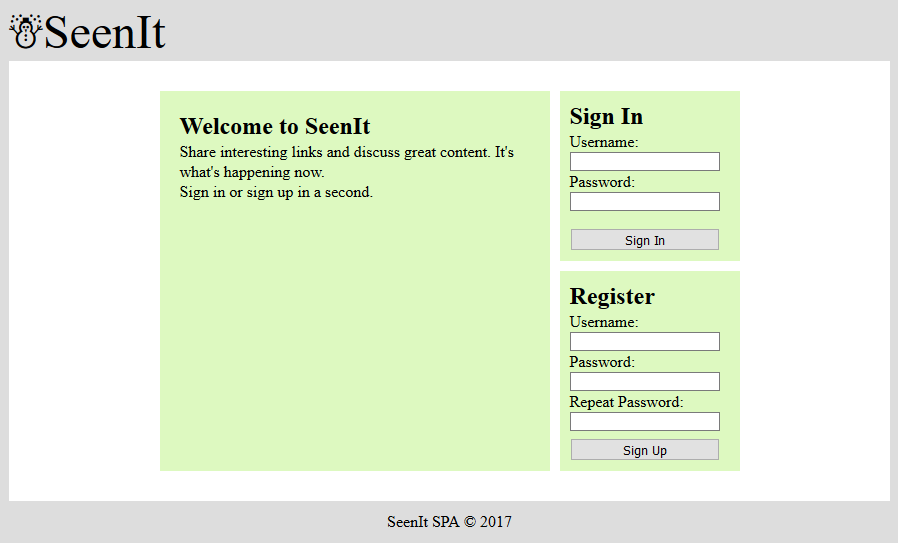 ☃SeenIt
Welcome to SeenIt
Share interesting links and discuss great content. It's
what's happening now.
Sign in or sign up in a second.
Sign In
Username:
Password:
Sign In
Register
Username:
Password:
Repeat Password:
Sign Up
SeenIt SPA © 2017